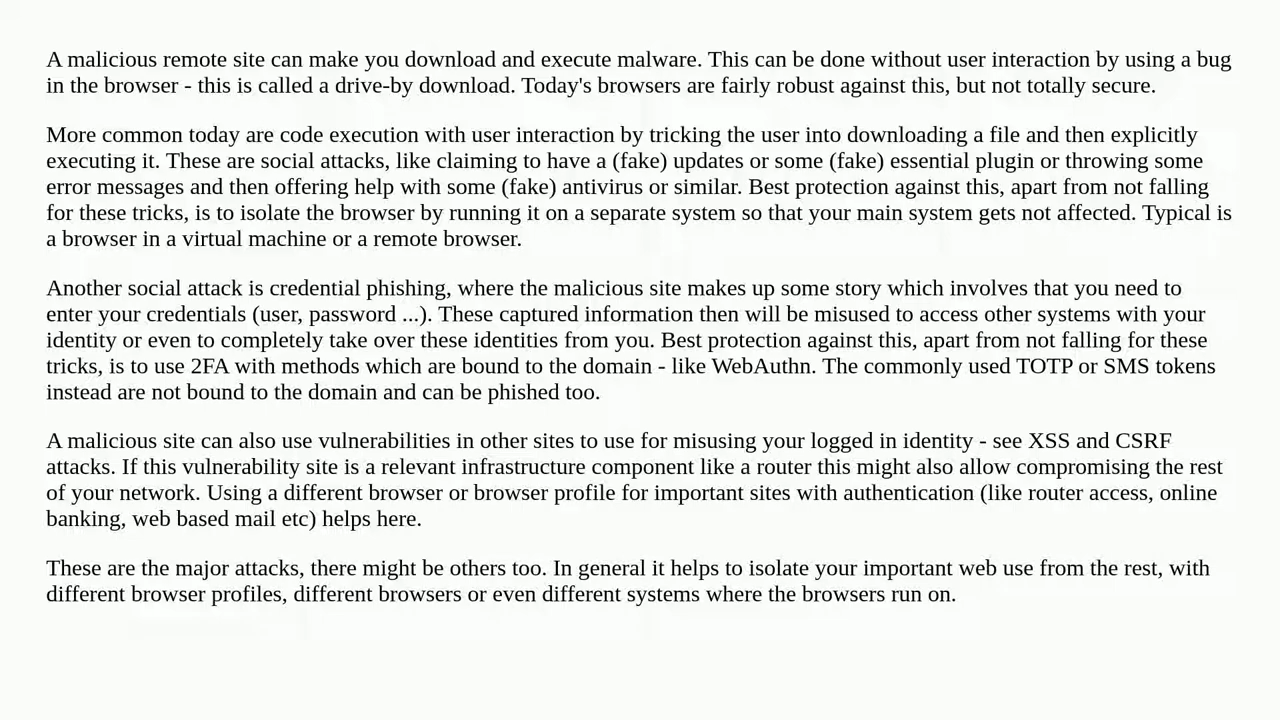 A malicious remote site can make you download and execute malware. This can be done without user interaction by using a bug
in the browser - this is called a drive-by download. Today's browsers are fairly robust against this, but not totally secure.
More common today are code execution with user interaction by tricking the user into downloading a file and then explicitly
executing it. These are social attacks, like claiming to have a (fake) updates or some (fake) essential plugin or throwing some
error messages and then offering help with some (fake) antivirus or similar. Best protection against this, apart from not falling
for these tricks, is to isolate the browser by running it on a separate system so that your main system gets not affected. Typical is
a browser in a virtual machine or a remote browser.
Another social attack is credential phishing, where the malicious site makes up some story which involves that you need to
enter your credentials (user, password ...). These captured information then will be misused to access other systems with your
identity or even to completely take over these identities from you. Best protection against this, apart from not falling for these
tricks, is to use 2FA with methods which are bound to the domain - like WebAuthn. The commonly used TOTP or SMS tokens
instead are not bound to the domain and can be phished too.
A malicious site can also use vulnerabilities in other sites to use for misusing your logged in identity - see XSS and CSRF
attacks. If this vulnerability site is a relevant infrastructure component like a router this might also allow compromising the rest
of your network. Using a different browser or browser profile for important sites with authentication (like router access, online
banking, web based mail etc) helps here.
These are the major attacks, there might be others too. In general it helps to isolate your important web use from the rest, with
different browser profiles, different browsers or even different systems where the browsers run on.